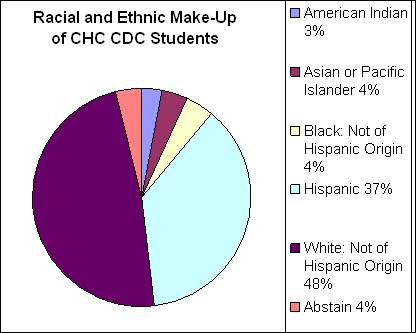 Racial and Ethnic Make-Up
of CHC CDC Students
American Indian
3%
Asian or Pacific
Islander 4%
Black: Not of
Hispanic Origin
4%
Hispanic 37%
White: Not of
Hispanic Origin
48%
Abstain 4%